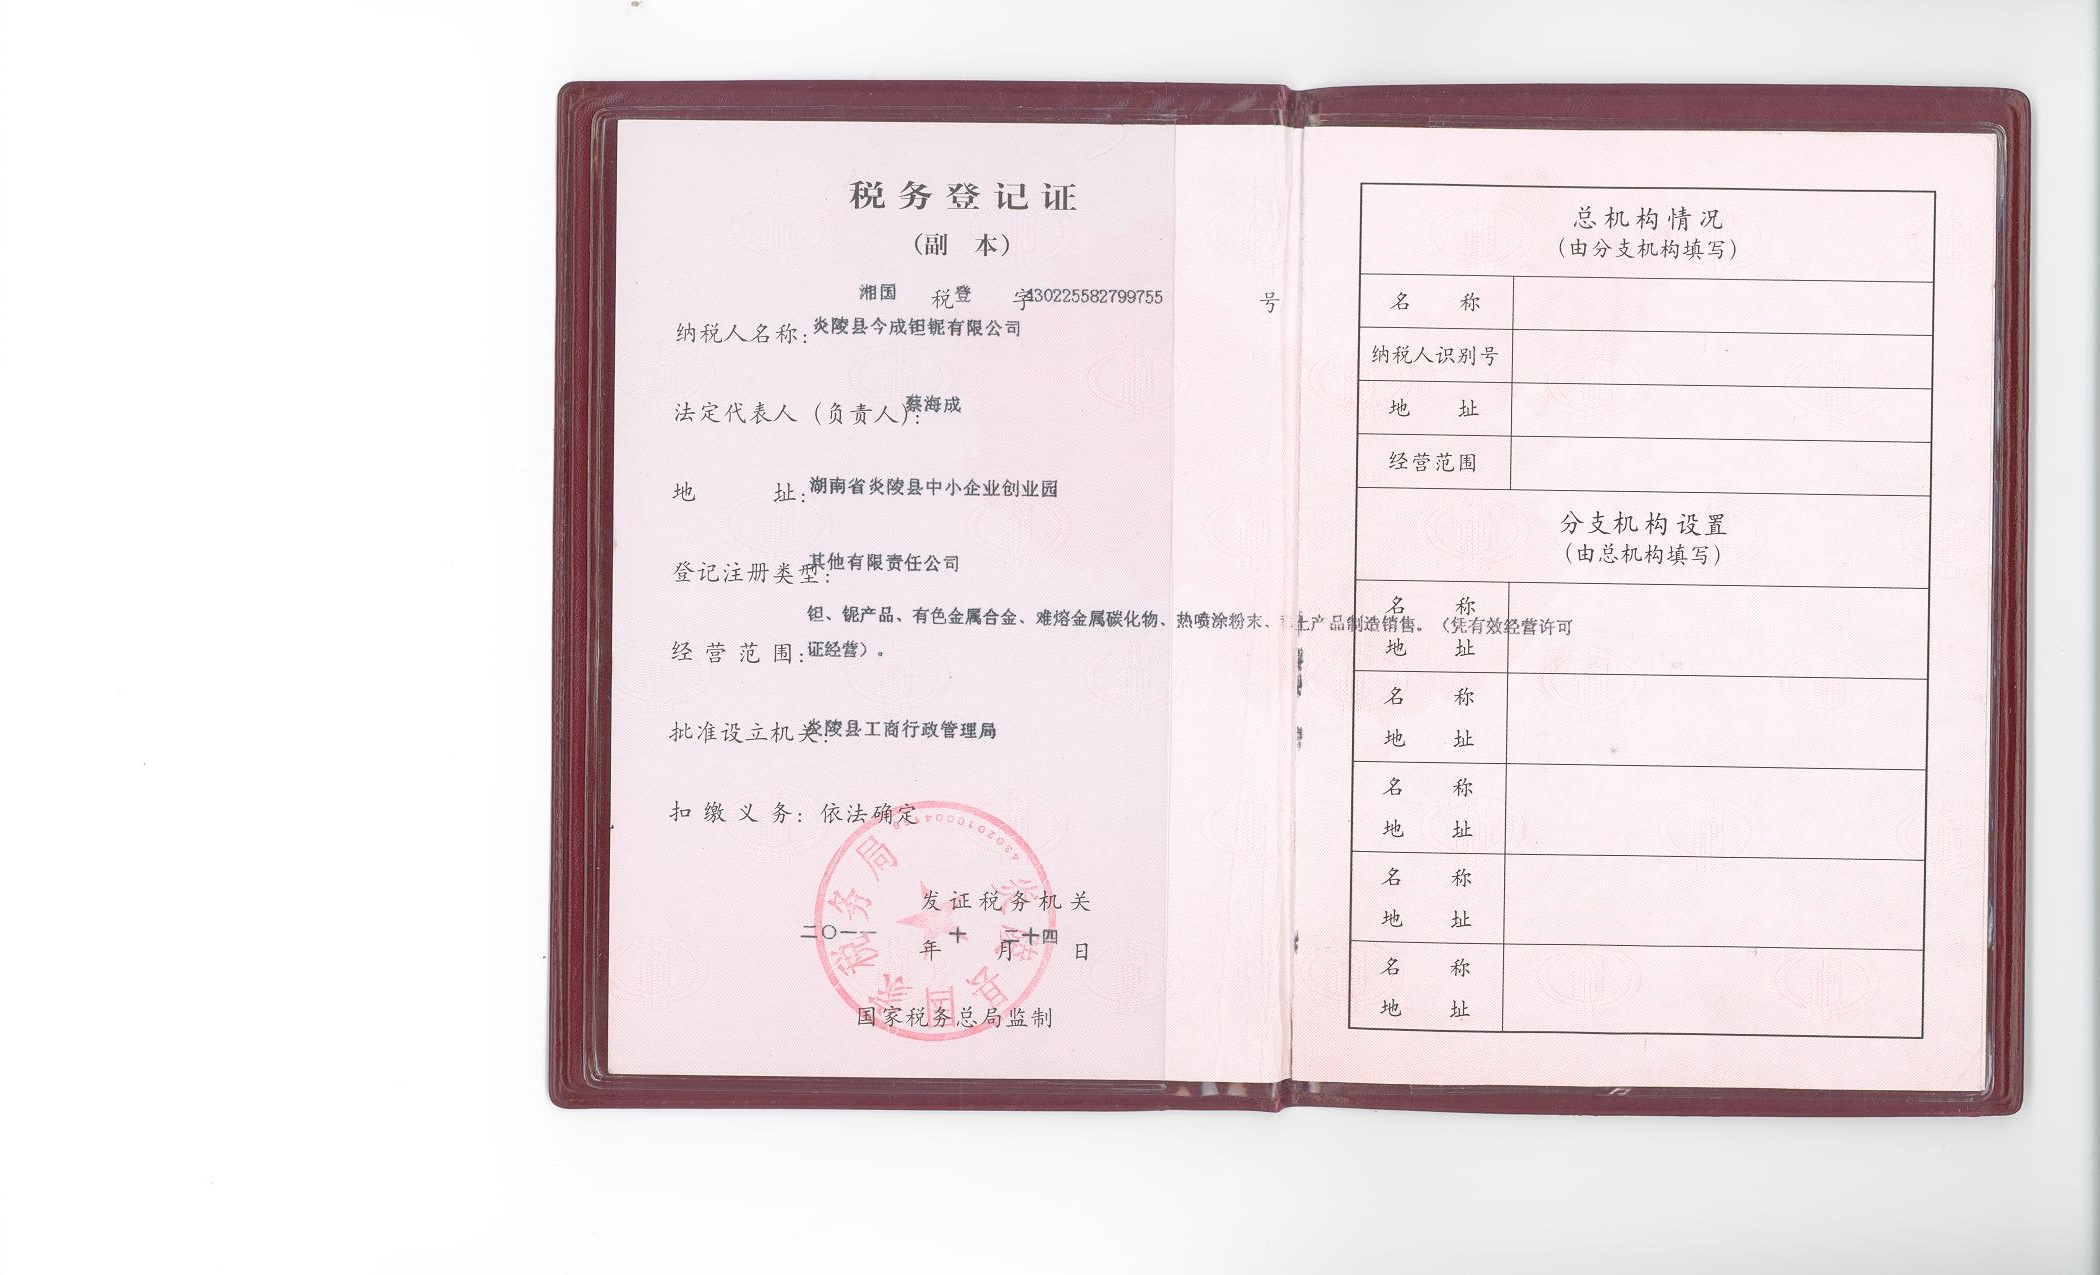 税务登记证
（副 本）
湘国 税登 字430225582799755 号
纳税人名称：炎陵县今成钽铌有限公司
法定代表人（负责人）：蔡海成
地 址：湖南省炎陵县中小企业创业园
登记注册类型：其他有限责任公司
钽、铌产品、有色金属合金、难熔金属碳化物、热喷涂粉末、土产品制造销售。（凭有效经营许可
经营范围：证经营）。
批准设立机关：炎陵县工商行政管理局
扣缴义务：依法确定
发证税务机关
二〇一一 年 十 月 二十四 日
国家税务总局监制
炎陵县国家税务局
总机构情况
（由分支机构填写）
名 称
纳税人识别号
地 址
经营范围
分支机构设置
（由总机构填写）
名 称
地 址
名 称
地 址
名 称
地 址
名 称
地 址
名 称
地 址